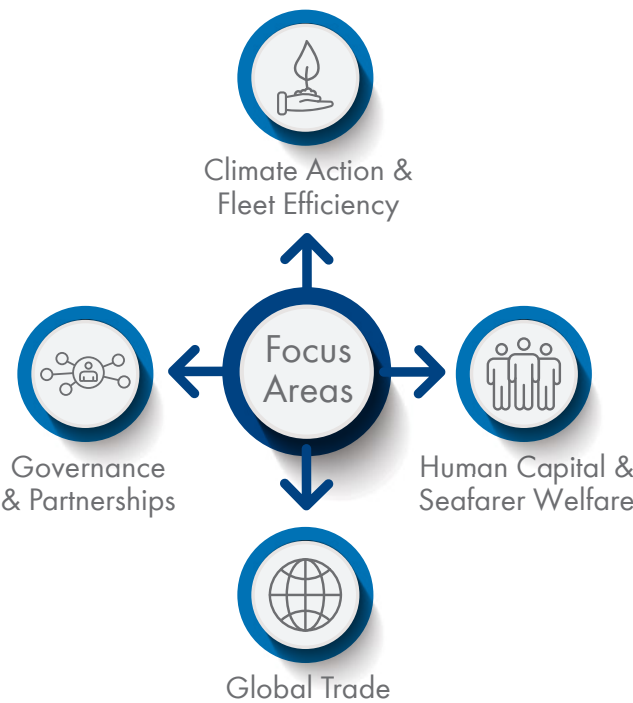 Climate Action &
Fleet Efficiency
Focus
Areas
Governance
& Partnerships
Human Capital &
Seafarer Welfare
Global Trade